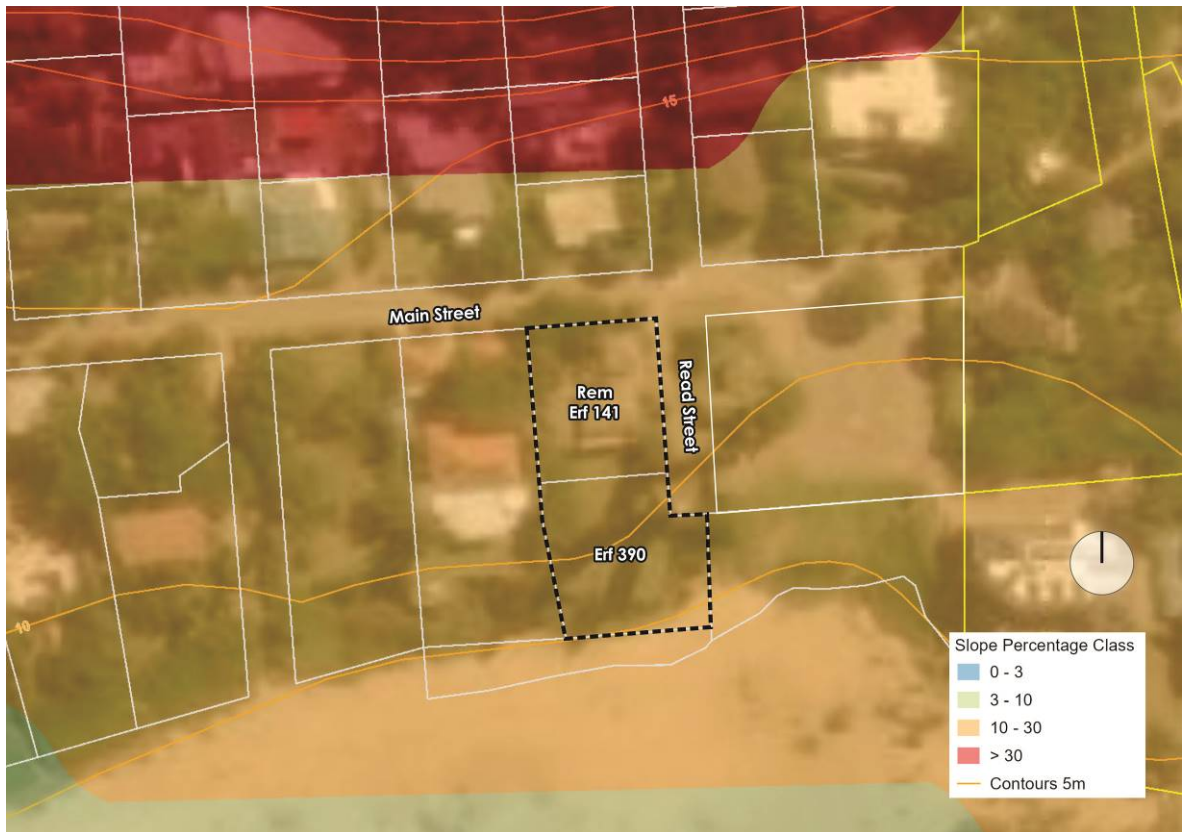 15
Main Street
Rem
Erf 141
Read Street
Erf 390
10
Slope Percentage Class
0 - 3
3 - 10
10 - 30
> 30
Contours 5m